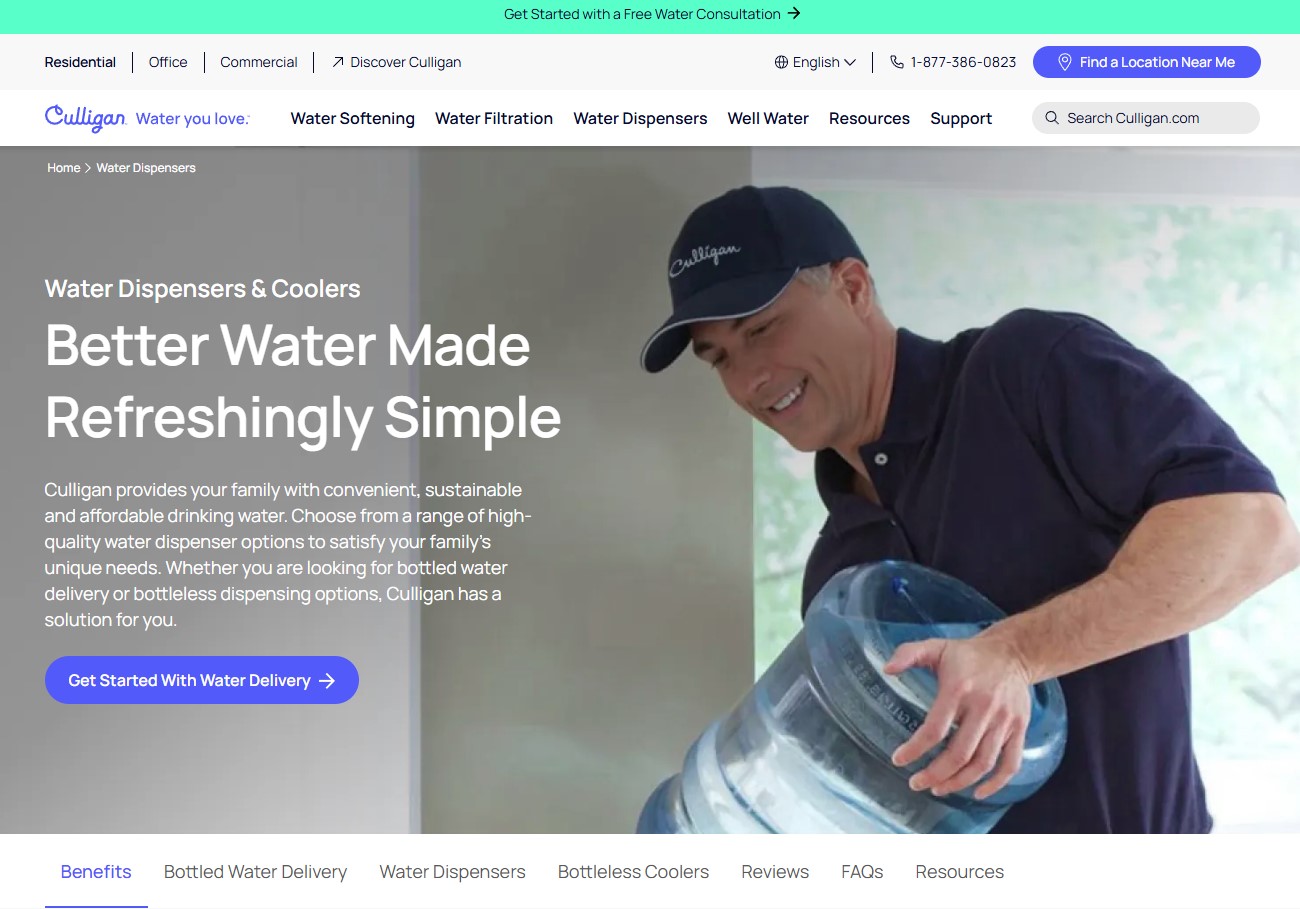 Get Started with a Free Water Consultation
Residential Office Commercial Discover Culligan English 1-877-386-0823 Find a Location Near Me
Culligan. Water you love. Water Softening Water Filtration Water Dispensers Well Water Resources Support Search Culligan.com
Home Water Dispensers
Culligan
Water Dispensers & Coolers
Better Water Made
Refreshingly Simple
Culligan provides your family with convenient, sustainable
and affordable drinking water. Choose from a range of high-
quality water dispenser options to satisfy your family’s
unique needs. Whether you are looking for bottled water
delivery or bottleless dispensing options, Culligan has a
solution for you.
Get Started With Water Delivery
Benefits Bottled Water Delivery Water Dispensers Bottleless Coolers Reviews FAQs Resources